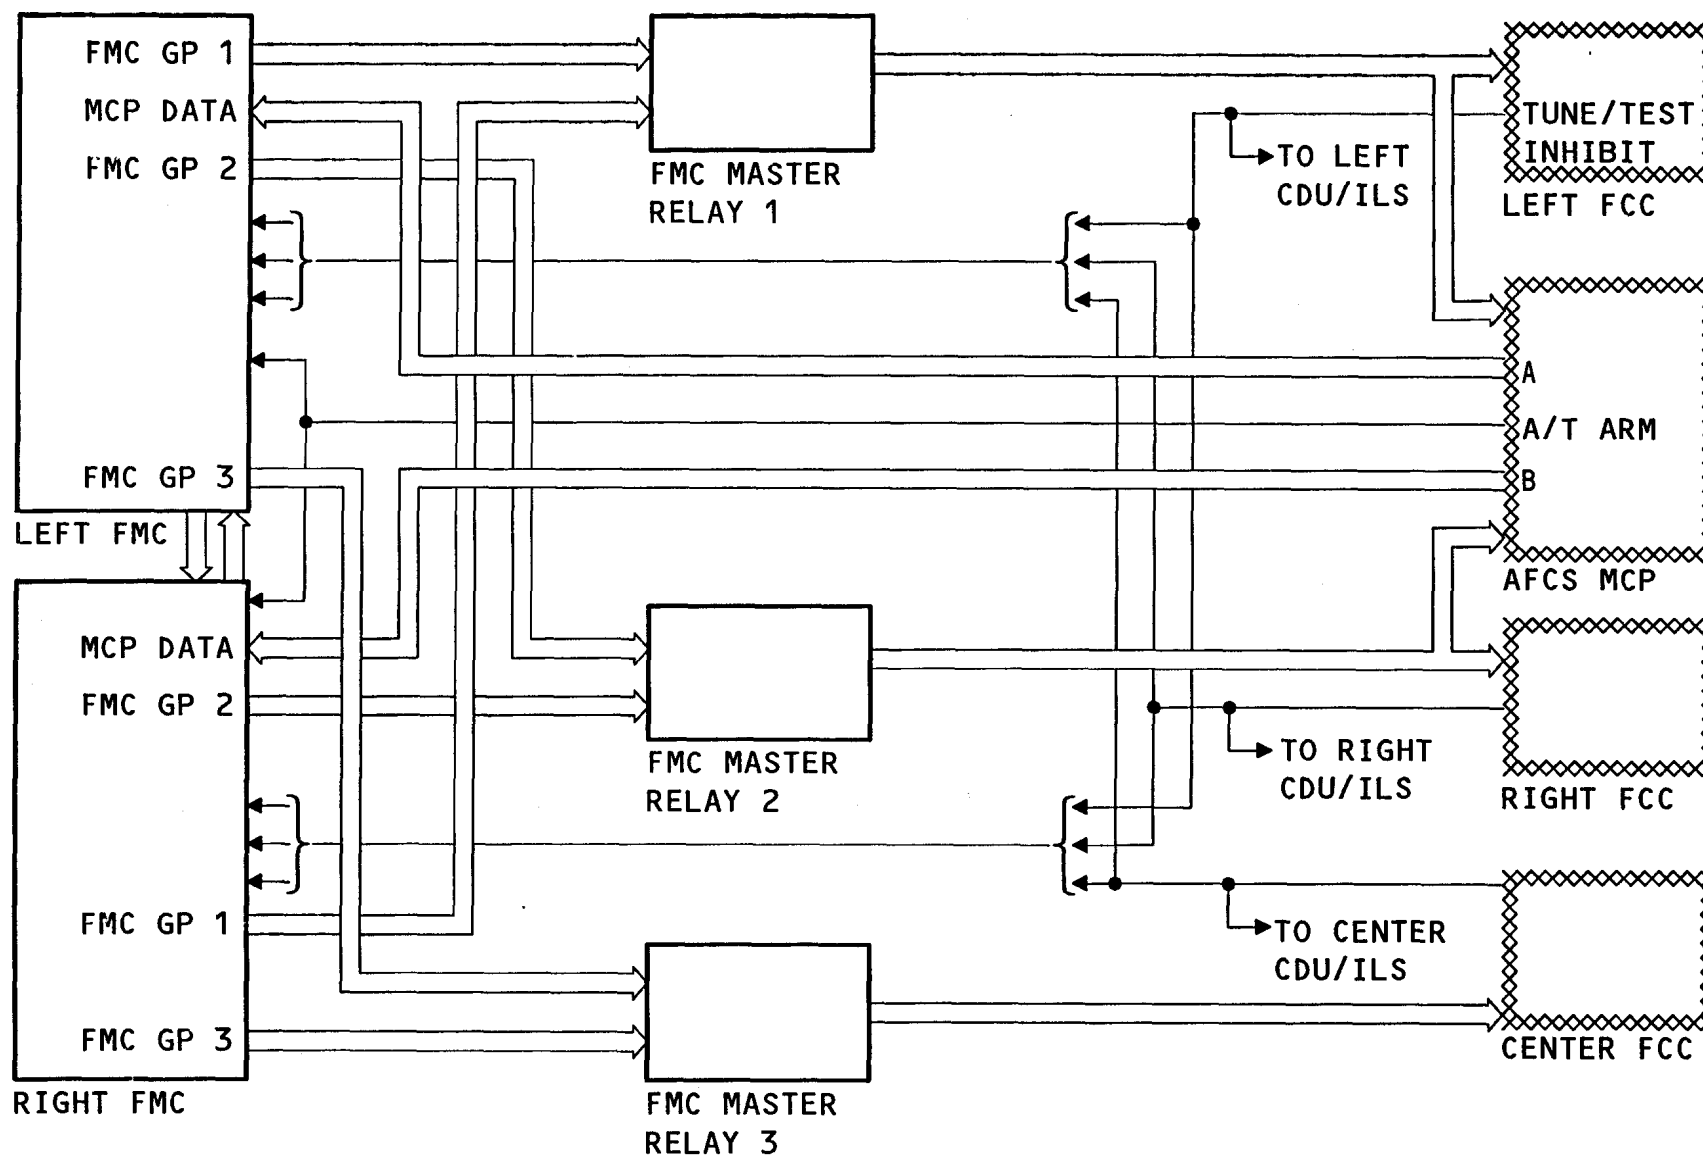 FMC GP 1
MCP DATA
FMC GP 2
FMC GP 3
LEFT FMC
MCP DATA
FMC GP 2
FMC GP 1
FMC GP 3
RIGHT FMC
FMC MASTER
RELAY 1
FMC MASTER
RELAY 2
FMC MASTER
RELAY 3
TO LEFT
CDU/ILS
TO RIGHT
CDU/ILS
TO CENTER
CDU/ILS
TUNE/TEST
INHIBIT
LEFT FCC
A
A/T ARM
B
AFCS MCP
RIGHT FCC
CENTER FCC